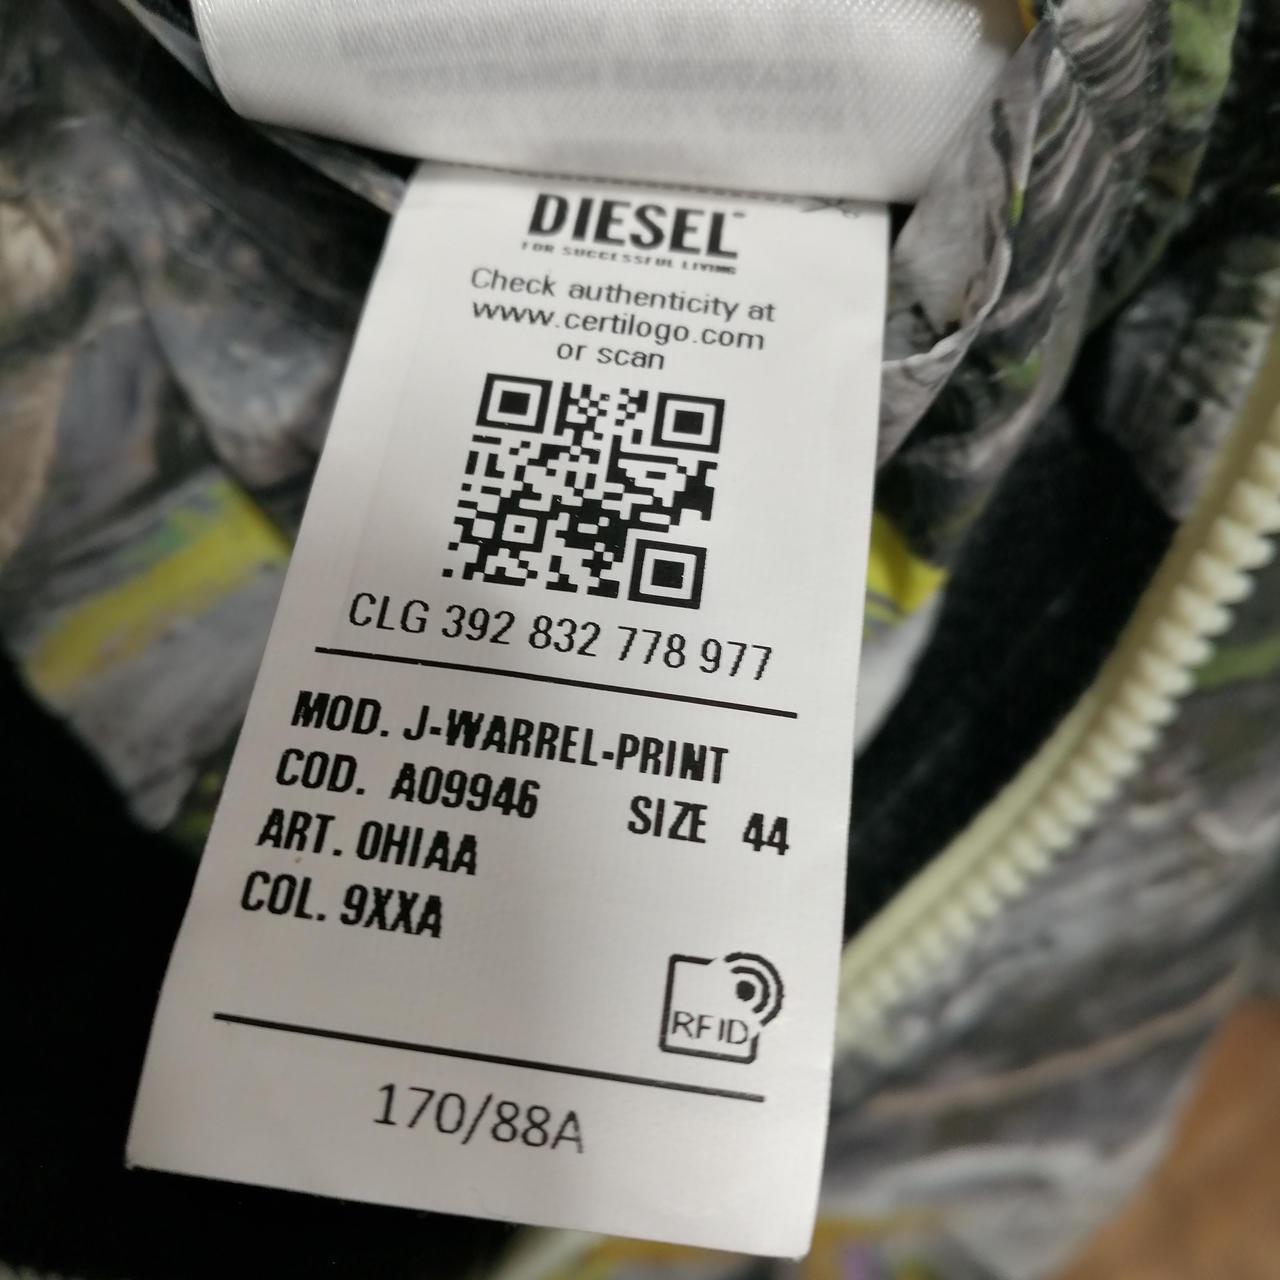 DIESEL
FOR SUCCESSFUL LIVING
Check authenticity at
www.certilogo.com
or scan
CLG 392 832 778 977
MOD. J-WARREL-PRINT
COD. A09946 SIZE 44
ART. 0HIAA
COL. 9XXA
RFID
170/88A